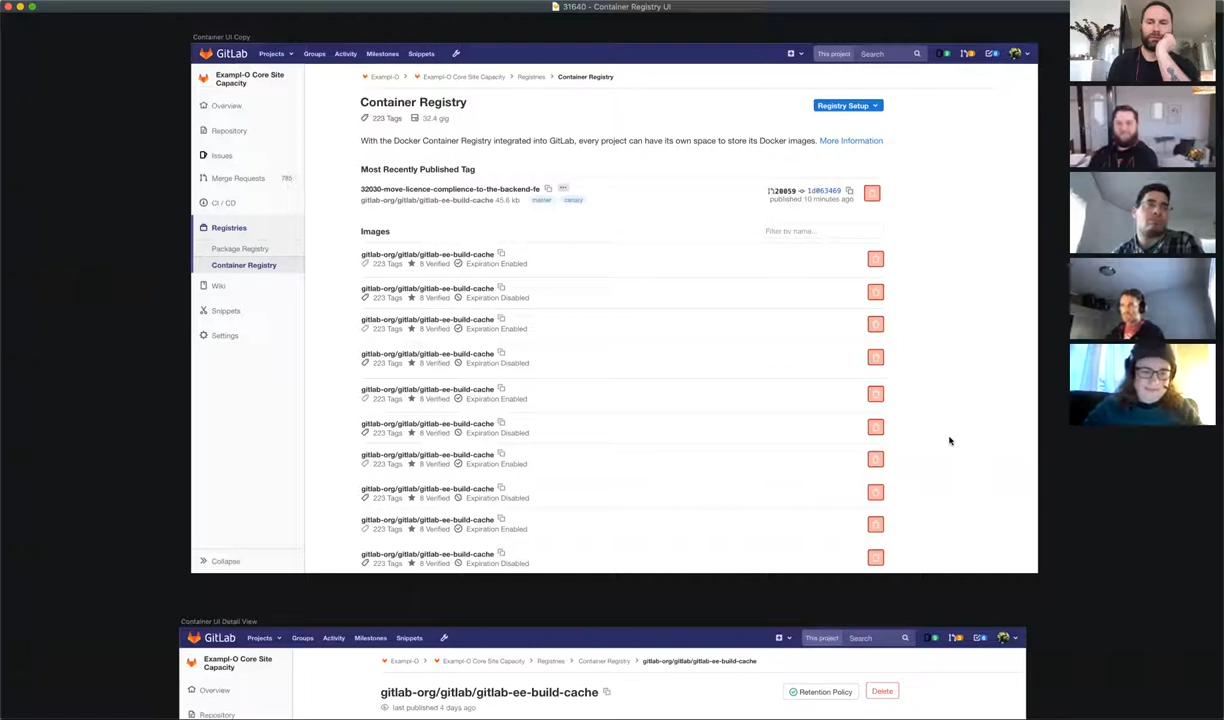 31640 - Container Registry UI
Container UI Copy
GitLab Projects Groups Activity Milestones Snippets This project Search
Exampl-O Core Site Capacity
Overview
Repository
Issues
Merge Requests 785
CI / CD
Registries
Package Registry
Container Registry
Wiki
Snippets
Settings
Collapse
Exampl-O > Exampl-O Core Site Capacity > Registries > Container Registry
Container Registry
Registry Setup
223 Tags 32.4 gig
With the Docker Container Registry integrated into GitLab, every project can have its own space to store its Docker images. More Information
Most Recently Published Tag
32030-move-licence-complience-to-the-backend-fe
gitlab-org/gitlab/gitlab-ee-build-cache 45.6 kb master canary
20059 1d063469
published 10 minutes ago
Images
Filter by name...
gitlab-org/gitlab/gitlab-ee-build-cache
223 Tags 8 Verified Expiration Enabled
gitlab-org/gitlab/gitlab-ee-build-cache
223 Tags 8 Verified Expiration Disabled
gitlab-org/gitlab/gitlab-ee-build-cache
223 Tags 8 Verified Expiration Enabled
gitlab-org/gitlab/gitlab-ee-build-cache
223 Tags 8 Verified Expiration Disabled
gitlab-org/gitlab/gitlab-ee-build-cache
223 Tags 8 Verified Expiration Enabled
gitlab-org/gitlab/gitlab-ee-build-cache
223 Tags 8 Verified Expiration Disabled
gitlab-org/gitlab/gitlab-ee-build-cache
223 Tags 8 Verified Expiration Enabled
gitlab-org/gitlab/gitlab-ee-build-cache
223 Tags 8 Verified Expiration Disabled
gitlab-org/gitlab/gitlab-ee-build-cache
223 Tags 8 Verified Expiration Enabled
gitlab-org/gitlab/gitlab-ee-build-cache
223 Tags 8 Verified Expiration Disabled
Container UI Detail View
GitLab Projects Groups Activity Milestones Snippets This project Search
Exampl-O Core Site Capacity
Overview
Repository
Exampl-O > Exampl-O Core Site Capacity > Registries > Container Registry > gitlab-org/gitlab/gitlab-ee-build-cache
gitlab-org/gitlab/gitlab-ee-build-cache
Retention Policy Delete
last published 4 days ago